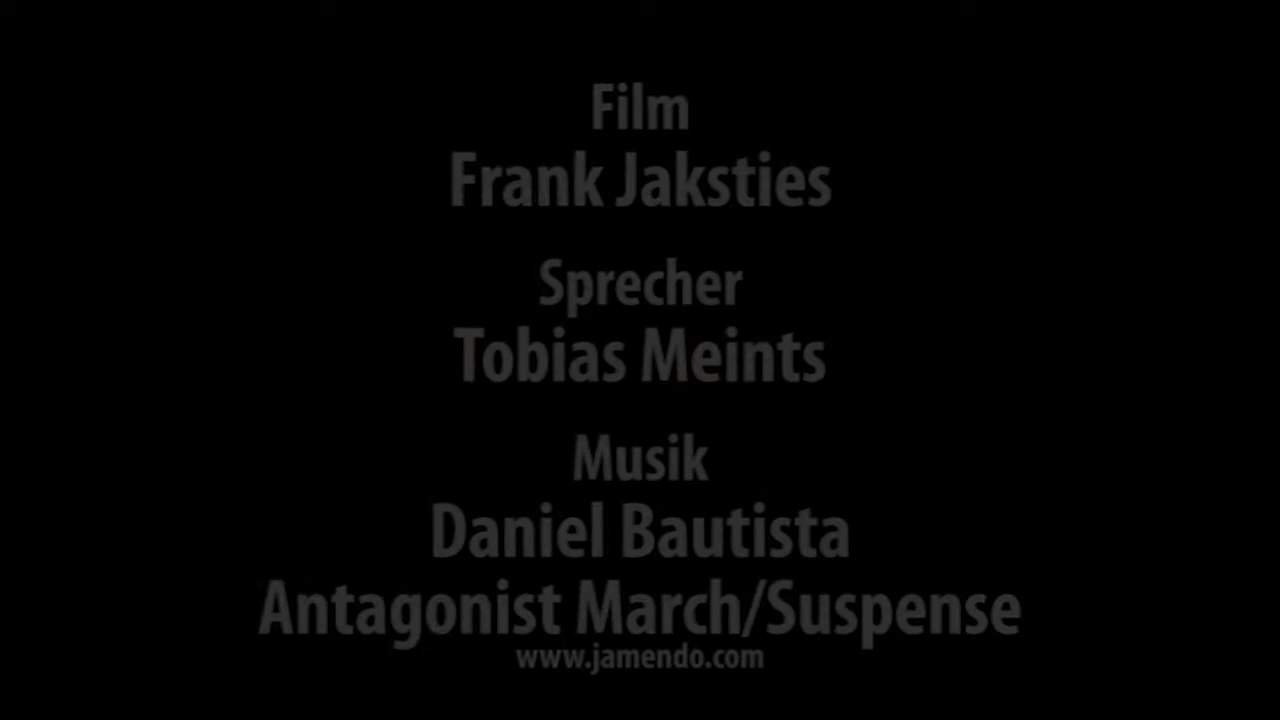 Film
Frank Jaksties
Sprecher
Tobias Meints
Musik
Daniel Bautista
Antagonist March/Suspense
www.jamendo.com